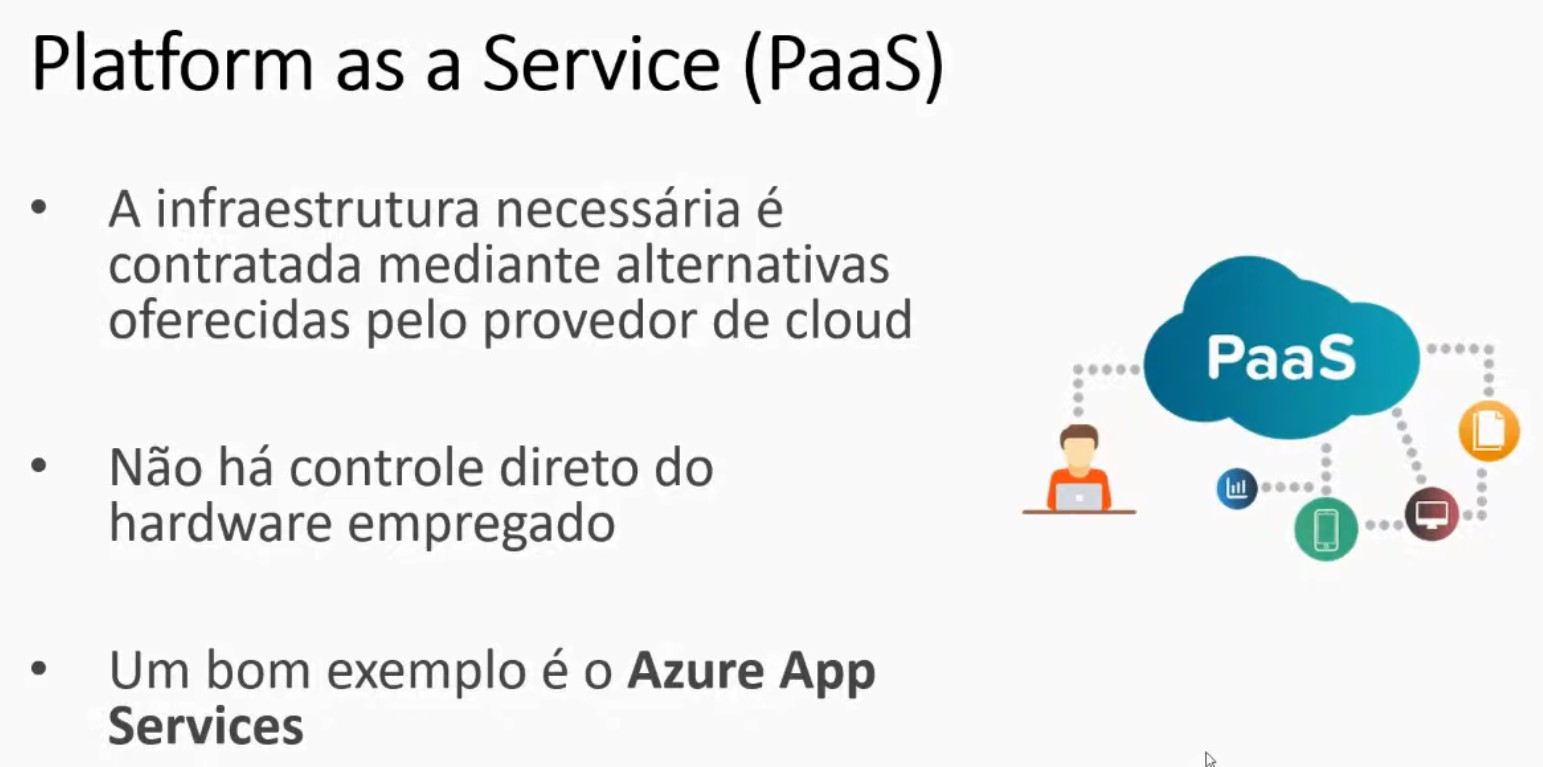 Platform as a Service (PaaS)
• A infraestrutura necessária é
contratada mediante alternativas
oferecidas pelo provedor de cloud
• Não há controle direto do
hardware empregado
• Um bom exemplo é o Azure App
Services
PaaS